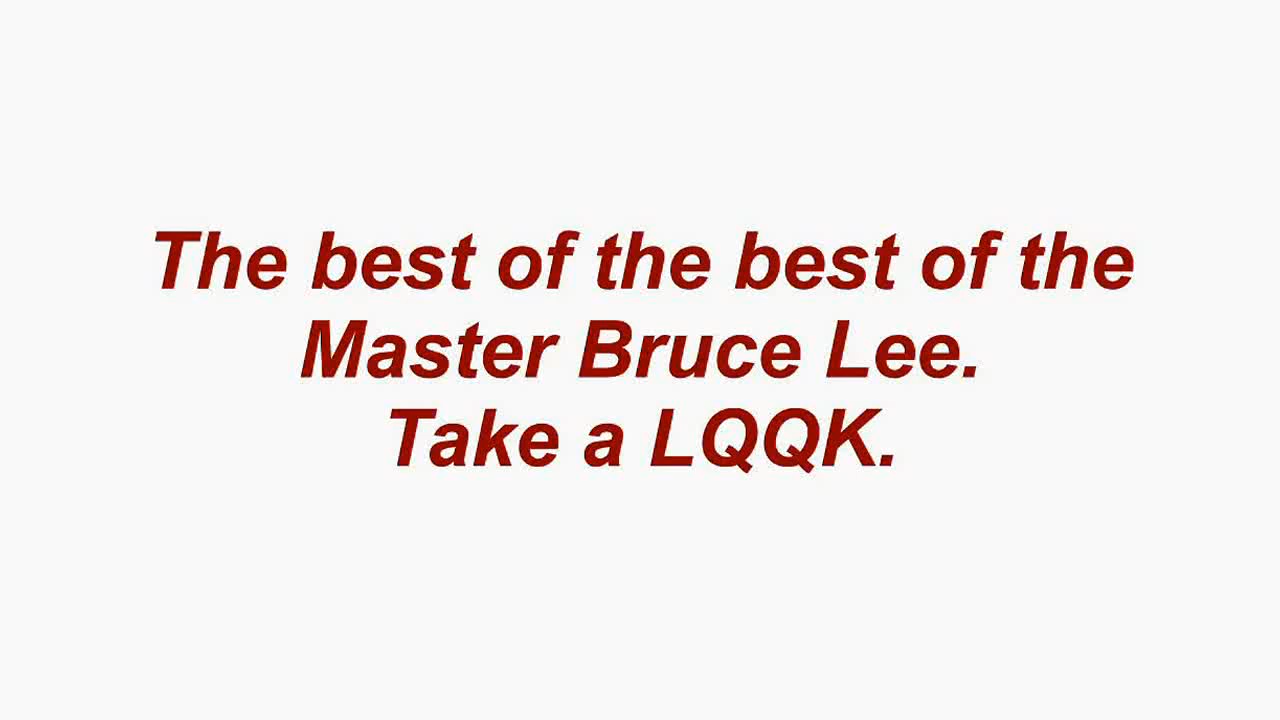 The best of the best of the
Master Bruce Lee.
Take a LQQK.